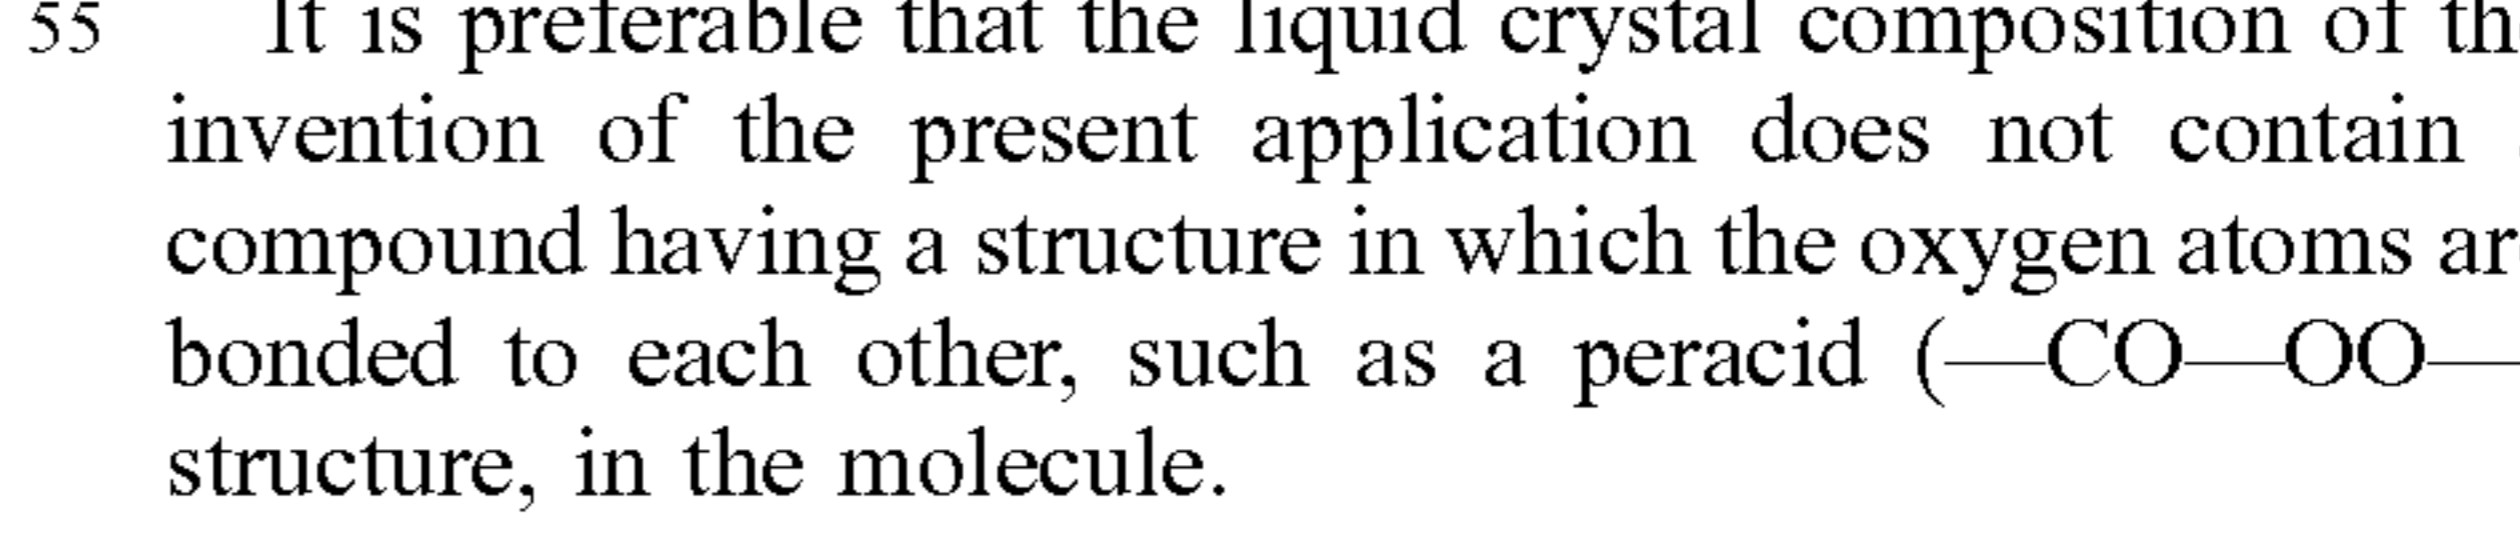 55 It is preferable that the liquid crystal composition of th
invention of the present application does not contain
compound having a structure in which the oxygen atoms ar
bonded to each other, such as a peracid (—CO—OO—
structure, in the molecule.